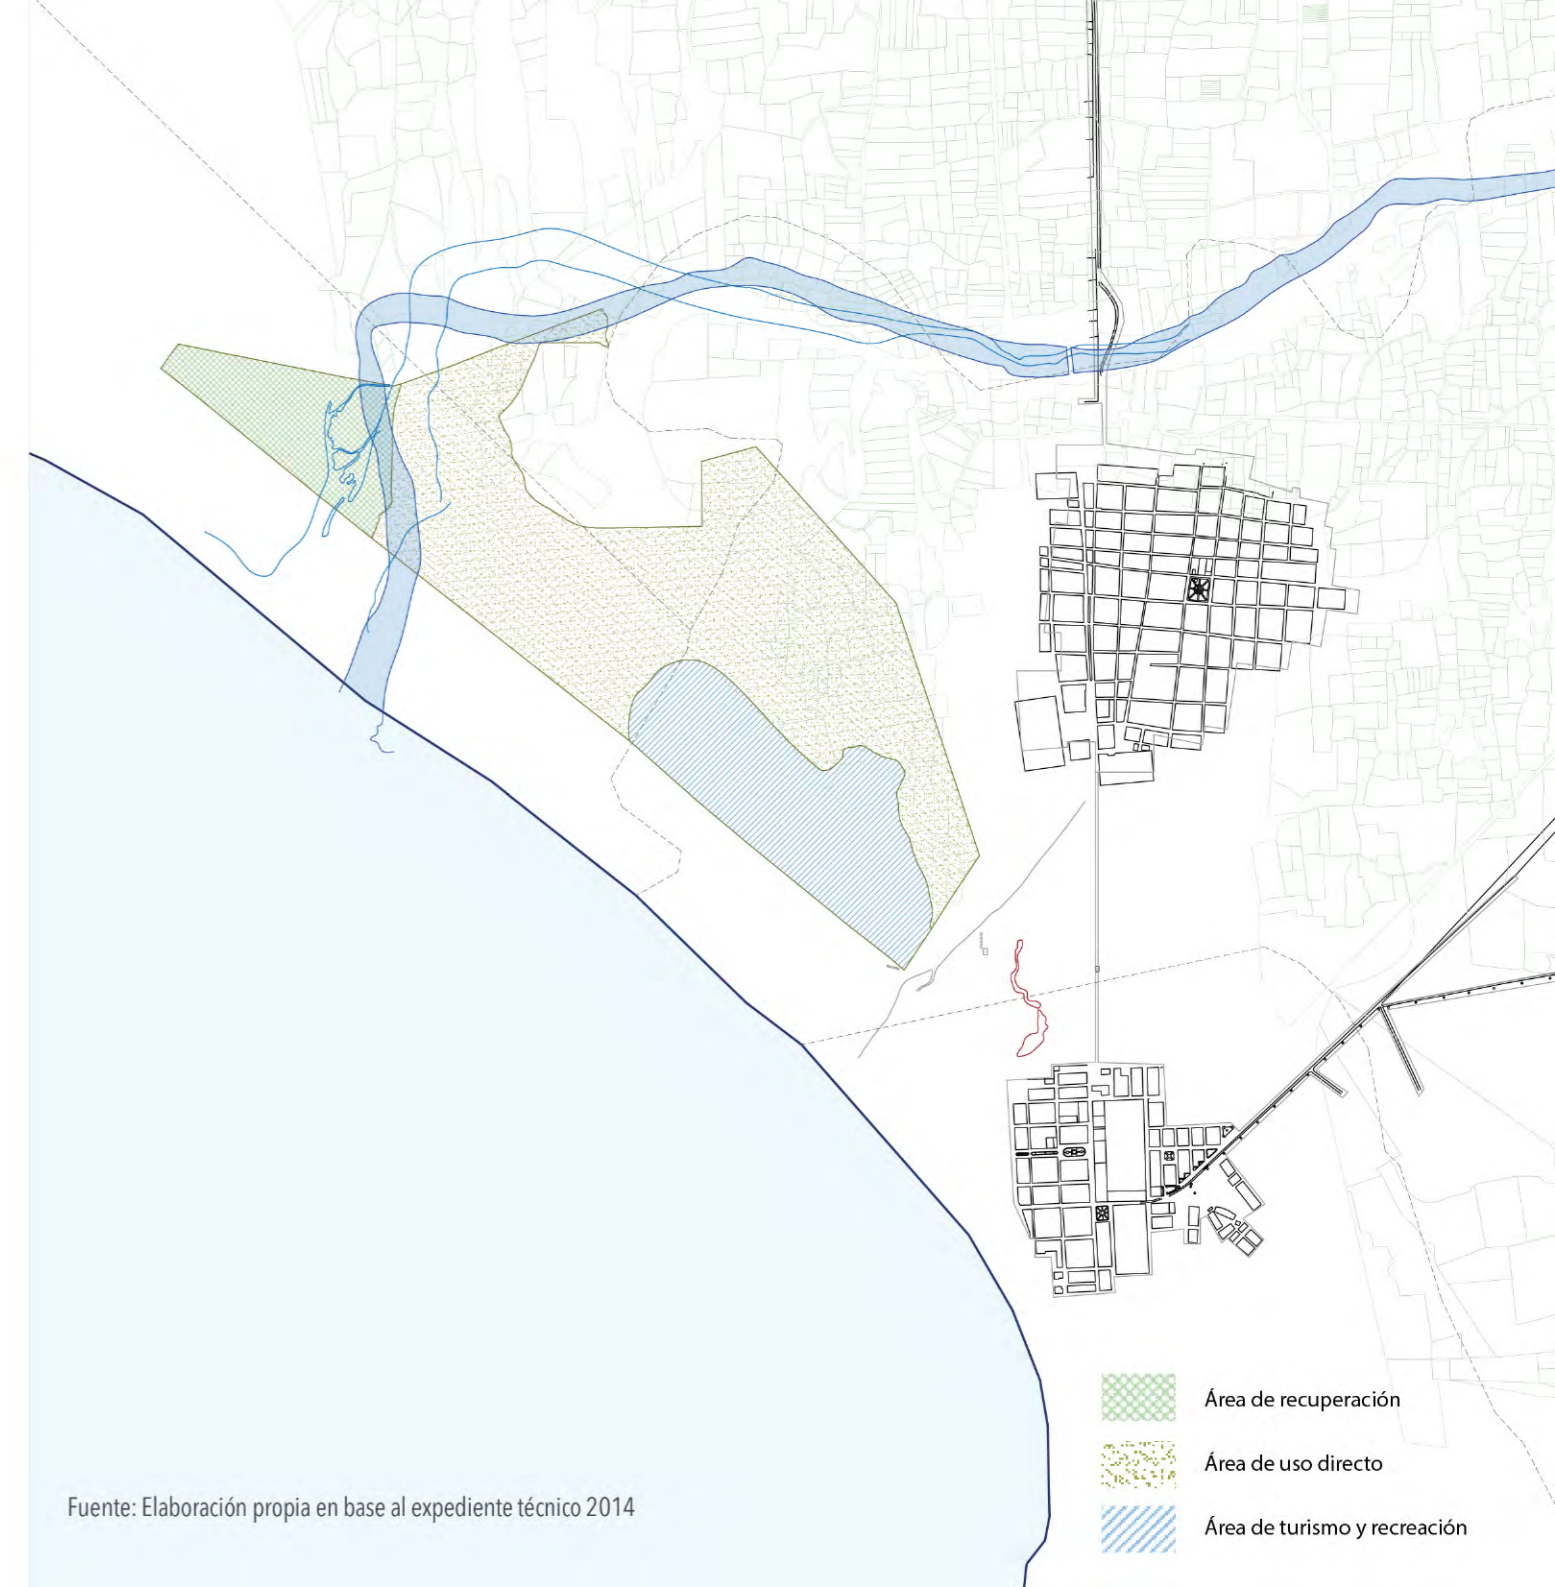 Área de recuperación
Área de uso directo
Área de turismo y recreación
Fuente: Elaboración propia en base al expediente técnico 2014